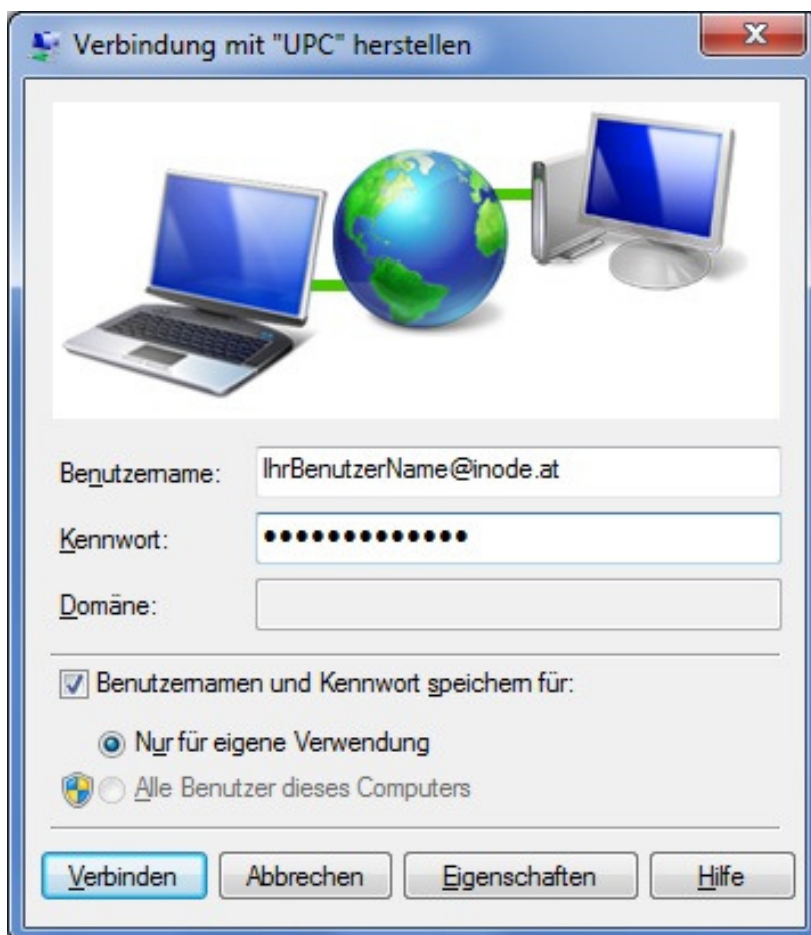 Verbindung mit "UPC" herstellen
Benutzername:
IhrBenutzerName@inode.at
Kennwort:
•••••••••••••
Domäne:
Benutzernamen und Kennwort speichern für:
Nur für eigene Verwendung
Alle Benutzer dieses Computers
Verbinden
Abbrechen
Eigenschaften
Hilfe